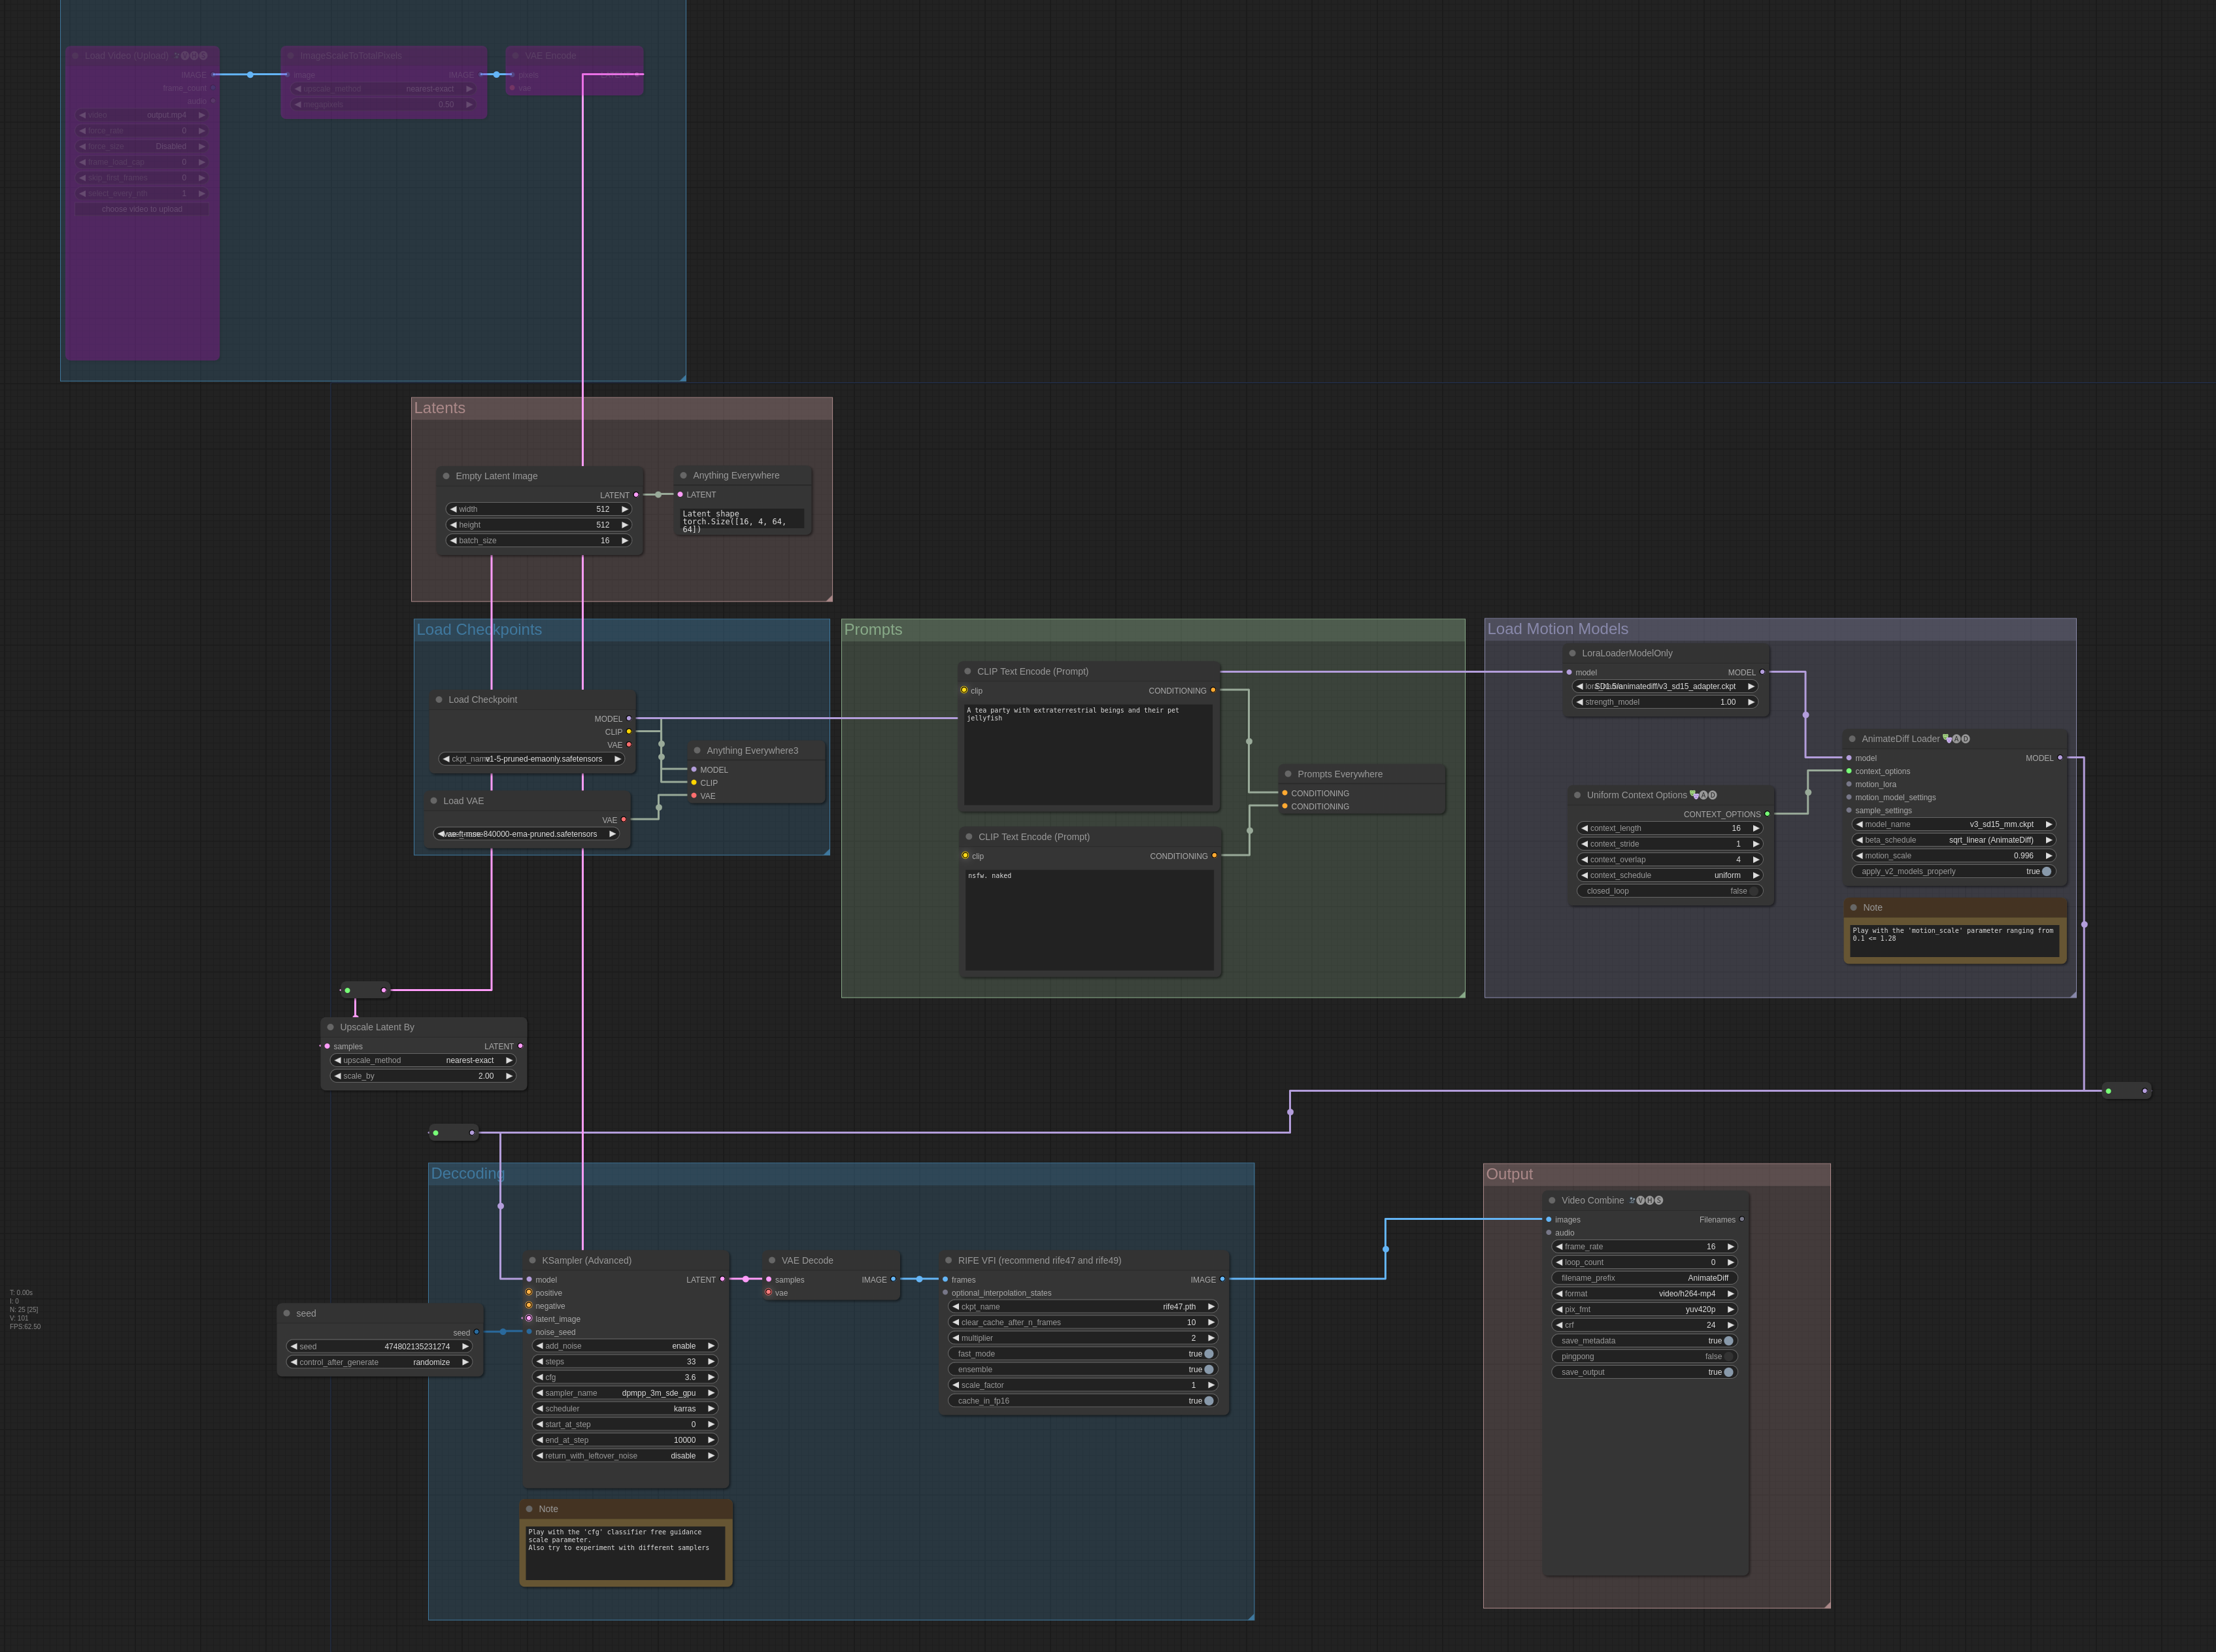 Load Video (Upload) VHS
IMAGE
frame_count
audio
video output.mp4
force_rate 0
force_size Disabled
frame_load_cap 0
skip_first_frames 0
select_every_nth 1
choose video to upload
ImageScaleToTotalPixels
image IMAGE
upscale_method nearest-exact
megapixels 0.50
VAE Encode
pixels LATENT
vae
Latents
Empty Latent Image
LATENT
width 512
height 512
batch_size 16
Anything Everywhere
LATENT
Latent shape
torch.Size([16, 4, 64,
64])
Load Checkpoints
Load Checkpoint
MODEL
CLIP
VAE
v1-5-pruned-emaonly.safetensors
Load VAE
VAE
840000-ema-pruned.safetensors
Anything Everywhere3
MODEL
CLIP
VAE
Prompts
CLIP Text Encode (Prompt)
clip CONDITIONING
A tea party with extraterrestrial beings and their pet
jellyfish
CLIP Text Encode (Prompt)
clip CONDITIONING
nsfw. naked
Prompts Everywhere
CONDITIONING
CONDITIONING
Load Motion Models
LoraLoaderModelOnly
model MODEL
SD1.5/animatediff/v3_sd15_adapter.ckpt
strength_model 1.00
Uniform Context Options AD
CONTEXT_OPTIONS
context_length 16
context_stride 1
context_overlap 4
context_schedule uniform
closed_loop false
AnimateDiff Loader AD
model MODEL
context_options
motion_lora
motion_model_settings
sample_settings
model_name v3_sd15_mm.ckpt
beta_schedule sqrt_linear (AnimateDiff)
motion_scale 0.996
apply_v2_models_properly true
Note
Play with the 'motion_scale' parameter ranging from
0.1 <= 1.28
Upscale Latent By
samples LATENT
upscale_method nearest-exact
scale_by 2.00
T: 0.00s
I: 0
N: 25 [25]
V: 101
FPS:62.50
seed
seed
seed 474802135231274
control_after_generate randomize
Deccoding
KSampler (Advanced)
model LATENT
positive
negative
latent_image
noise_seed
add_noise enable
steps 33
cfg 3.6
sampler_name dpmpp_3m_sde_gpu
scheduler karras
start_at_step 0
end_at_step 10000
return_with_leftover_noise disable
Note
Play with the 'cfg' classifier free guidance
scale parameter.
Also try to experiment with different samplers
VAE Decode
samples IMAGE
vae
RIFE VFI (recommend rife47 and rife49)
frames IMAGE
optional_interpolation_states
ckpt_name rife47.pth
clear_cache_after_n_frames 10
multiplier 2
fast_mode true
ensemble true
scale_factor 1
cache_in_fp16 true
Output
Video Combine VHS
images Filenames
audio
frame_rate 16
loop_count 0
filename_prefix AnimateDiff
format video/h264-mp4
pix_fmt yuv420p
crf 24
save_metadata true
pingpong false
save_output true